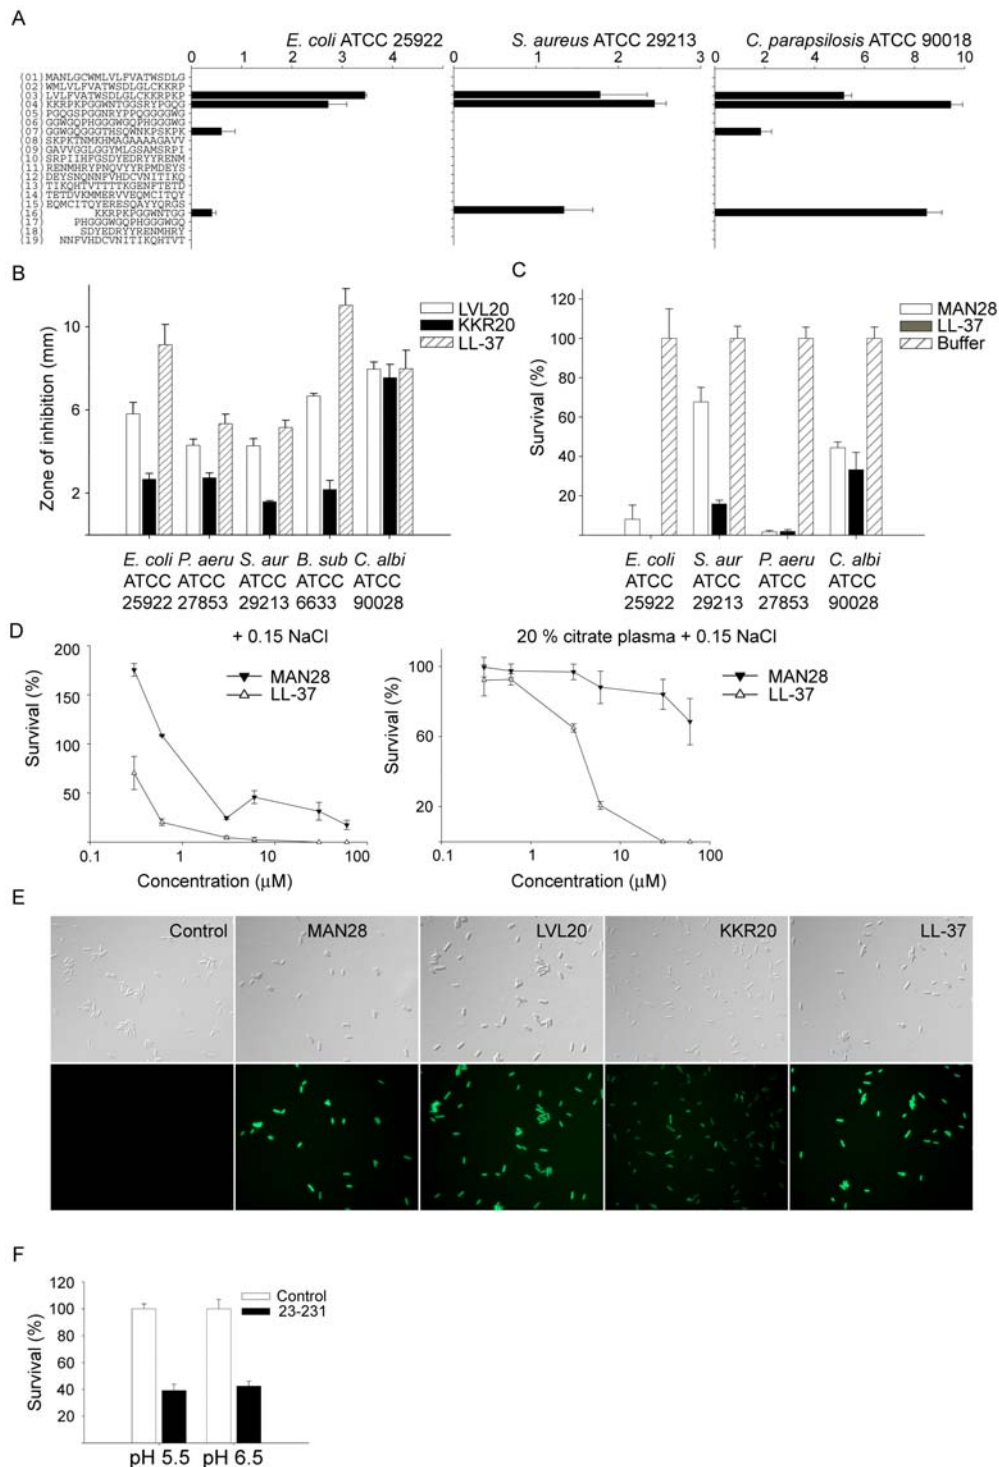 A
E. coli ATCC 25922
S. aureus ATCC 29213
C. parapsilosis ATCC 90018
0 1 2 3 4
0 1 2 3
0 2 4 6 8 10
(01) MANLGCWMLVLFVATWSDLG
(02) WMLVLFVATWSDLGLCKKRP
(03) LVLFVATWSDLGLCKKRPKP
(04) KKRPKPGGWNTGGSRYPGQG
(05) PGQGSPGGNRYPPQGGGGWG
(06) GGWGQPHGGGWGQPHGGGWG
(07) GGWGQGGGTHSQWNKPSKPK
(08) SKPKTNMKHMAGAAAAGAVV
(09) GAVVGGLGGYMLGSAMSRPI
(10) SRPIIHFGSDYEDRYYRENM
(11) RENMHRYPNQVYYRPMDEYS
(12) DEYSNQNNFVHDCVNITIKQ
(13) TIKQHTVTTTTKGENFTETD
(14) TETDVKMMERVVEQMCITQY
(15) EQMCITQYERESQAYYQRGS
(16) KKRPKPGGWNTGG
(17) PHGGGWGQPHGGGWGQ
(18) SDYEDRYYRENMHRY
(19) NNFVHDCVNITIKQHTVT
B
Zone of inhibition (mm)
10
6
2
LVL20
KKR20
LL-37
E. coli P. aeru S. aur B. sub C. albi
ATCC ATCC ATCC ATCC ATCC
25922 27853 29213 6633 90028
C
Survival (%)
120
100
80
60
40
20
MAN28
LL-37
Buffer
E. coli S. aur P. aeru C. albi
ATCC ATCC ATCC ATCC
25922 29213 27853 90028
D
+ 0.15 NaCl
Survival (%)
200
150
100
50
MAN28
LL-37
0.1 1 10 100
Concentration (μM)
20 % citrate plasma + 0.15 NaCl
Survival (%)
100
60
20
MAN28
LL-37
0.1 1 10 100
Concentration (μM)
E
Control
MAN28
LVL20
KKR20
LL-37
F
Survival (%)
120
100
80
60
40
20
Control
23-231
pH 5.5 pH 6.5